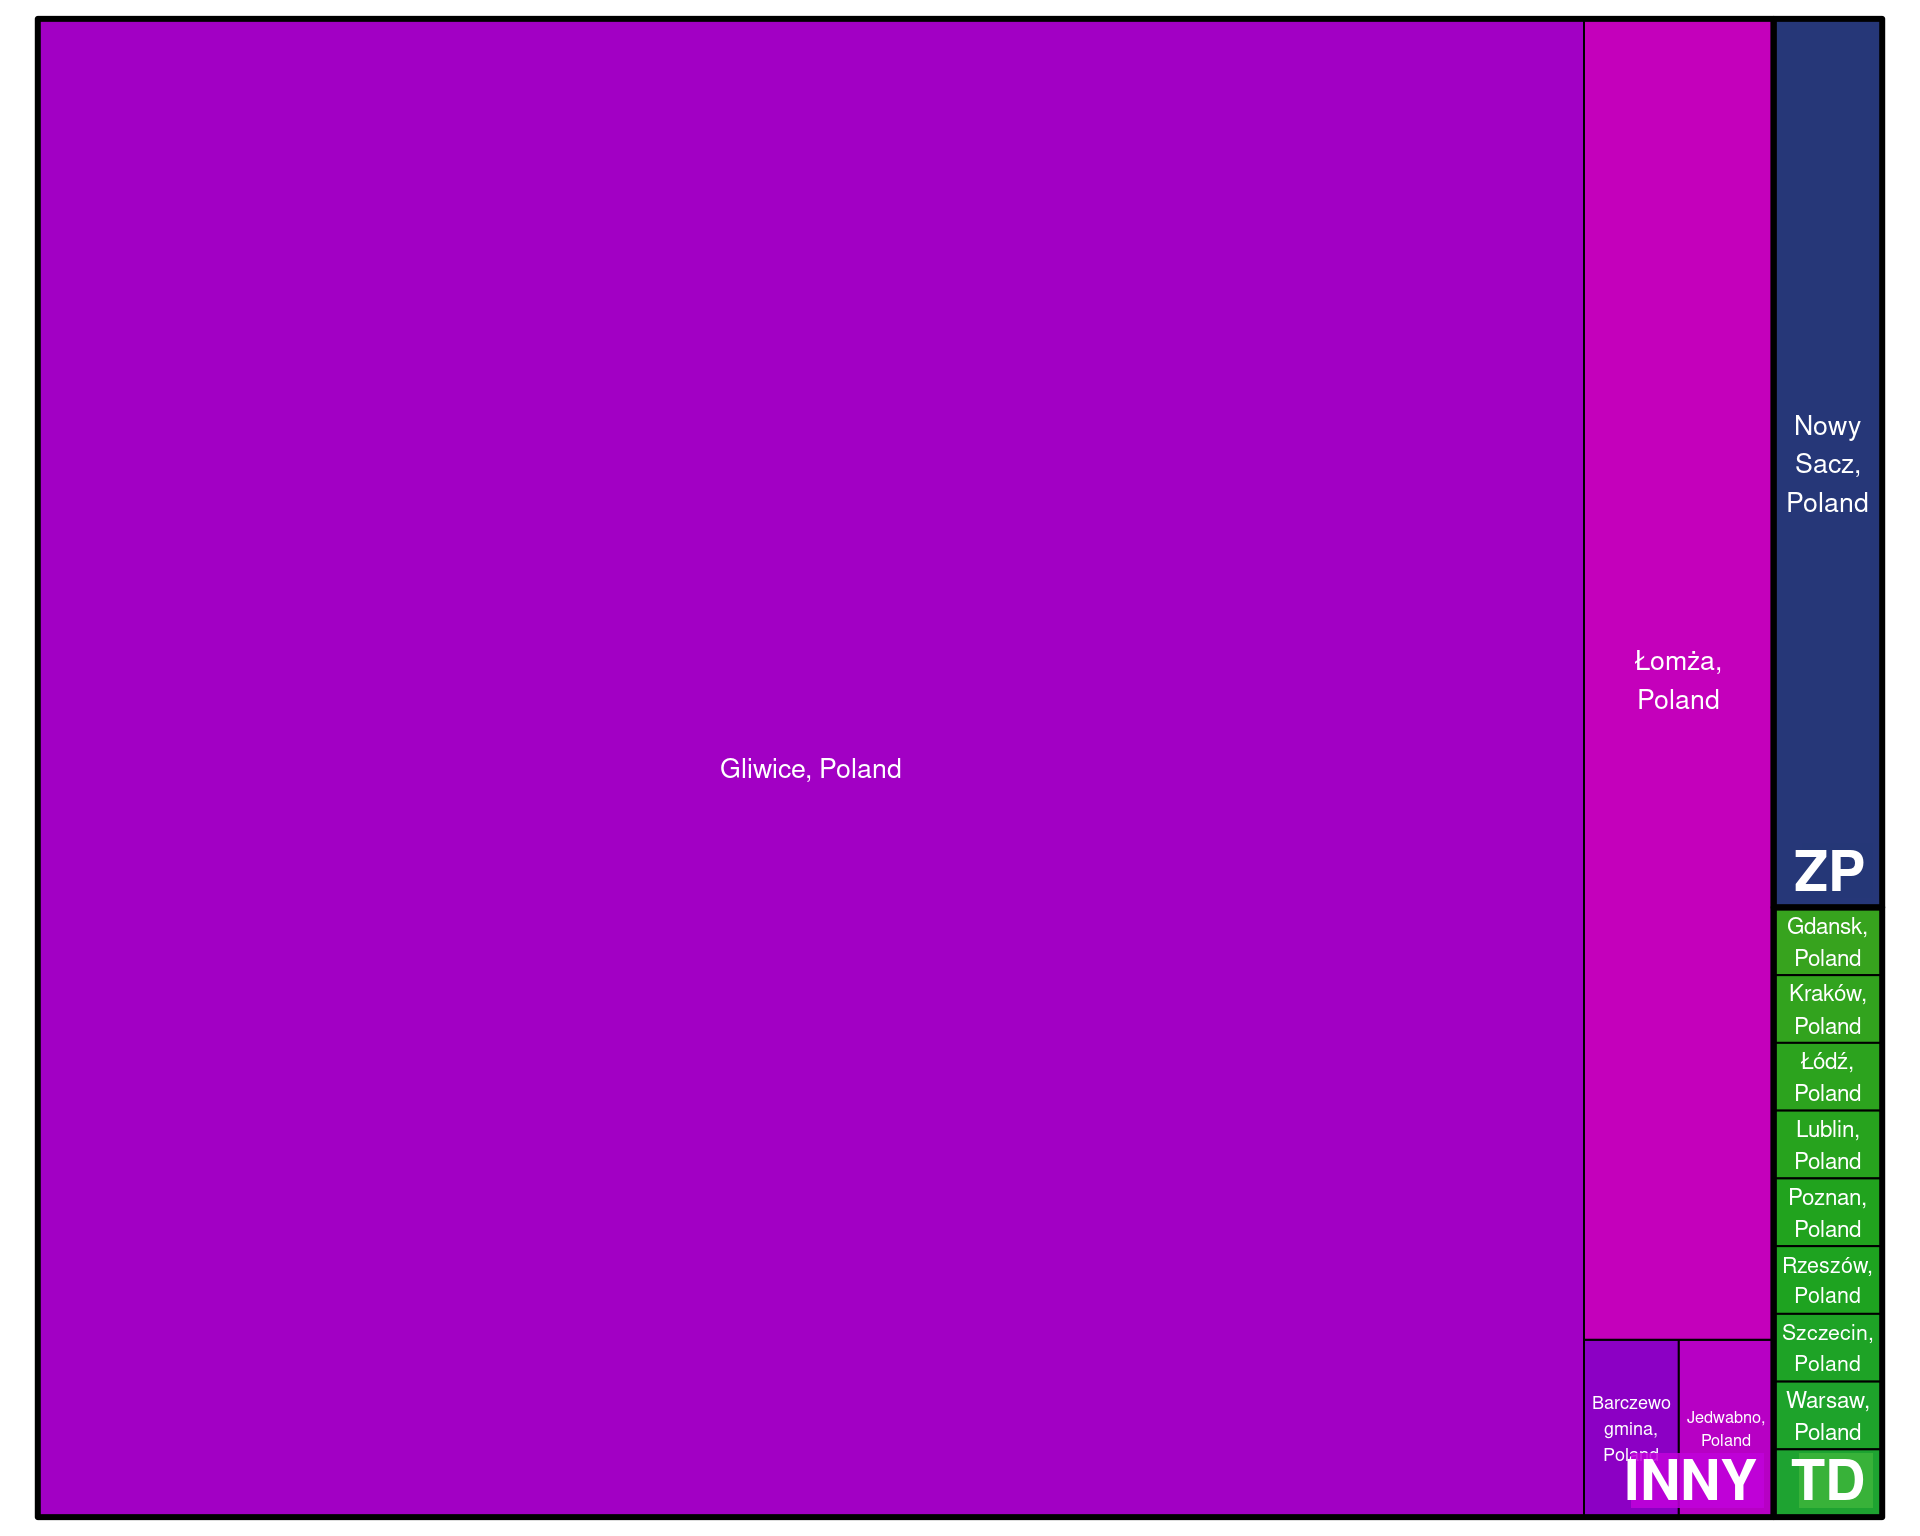 Gliwice, Poland
Łomża,
Poland
Barczewo
gmina,
Poland
Jedwabno,
Poland
INNY
Nowy
Sacz,
Poland
ZP
Gdansk,
Poland
Kraków,
Poland
Łódź,
Poland
Lublin,
Poland
Poznan,
Poland
Rzeszów,
Poland
Szczecin,
Poland
Warsaw,
Poland
TD